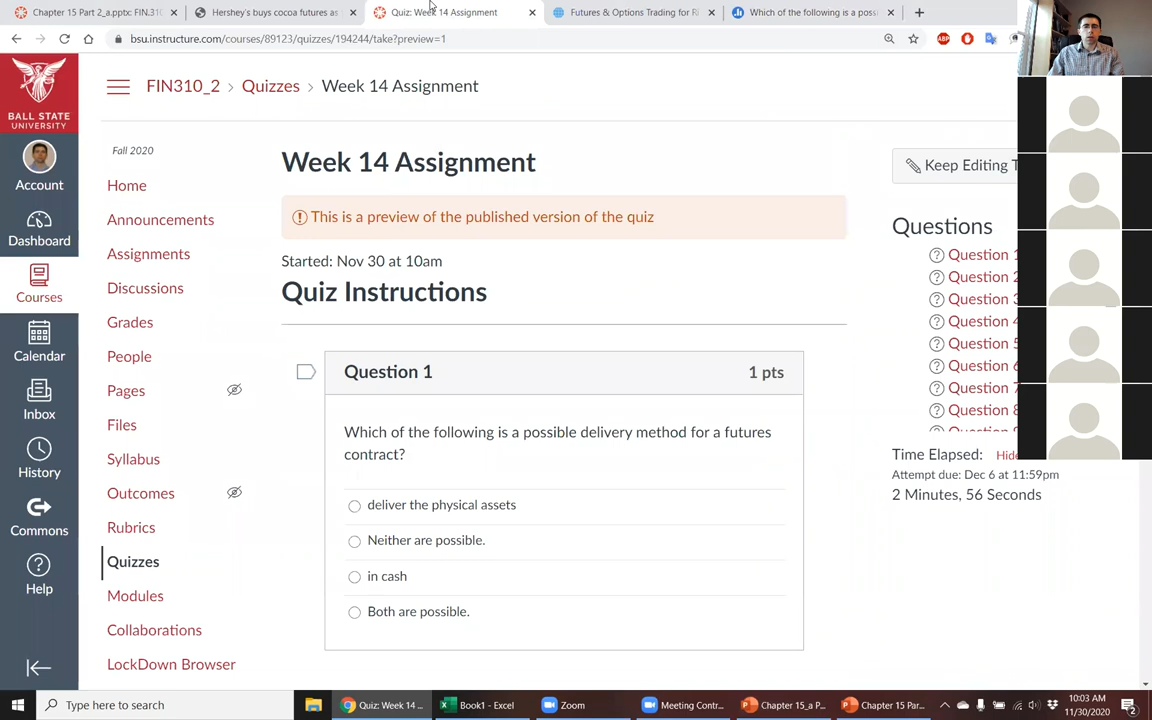 Chapter 15 Part 2_a.pptx: FIN.31(
Hershey's buys cocoa futures as
Quiz: Week 14 Assignment
Futures & Options Trading for Ri
Which of the following is a possi
bsu.instructure.com/courses/89123/quizzes/194244/take?preview=1
ABP
BALL STATE
UNIVERSITY
FIN310_2 > Quizzes > Week 14 Assignment
Account
Dashboard
Courses
Calendar
Inbox
History
Commons
Help
Fall 2020
Home
Announcements
Assignments
Discussions
Grades
People
Pages
Files
Syllabus
Outcomes
Rubrics
Quizzes
Modules
Collaborations
LockDown Browser
Week 14 Assignment
This is a preview of the published version of the quiz
Started: Nov 30 at 10am
Quiz Instructions
Question 1
1 pts
Which of the following is a possible delivery method for a futures
contract?
deliver the physical assets
Neither are possible.
in cash
Both are possible.
Keep Editing T
Questions
Question 1
Question 2
Question 3
Question 4
Question 5
Question 6
Question 7
Question 8
Time Elapsed: Hide
Attempt due: Dec 6 at 11:59pm
2 Minutes, 56 Seconds
Type here to search
Quiz: Week 14 ...
Book1 - Excel
Zoom
Meeting Contr...
Chapter 15_a P...
Chapter 15 Par...
10:03 AM
11/30/2020
2